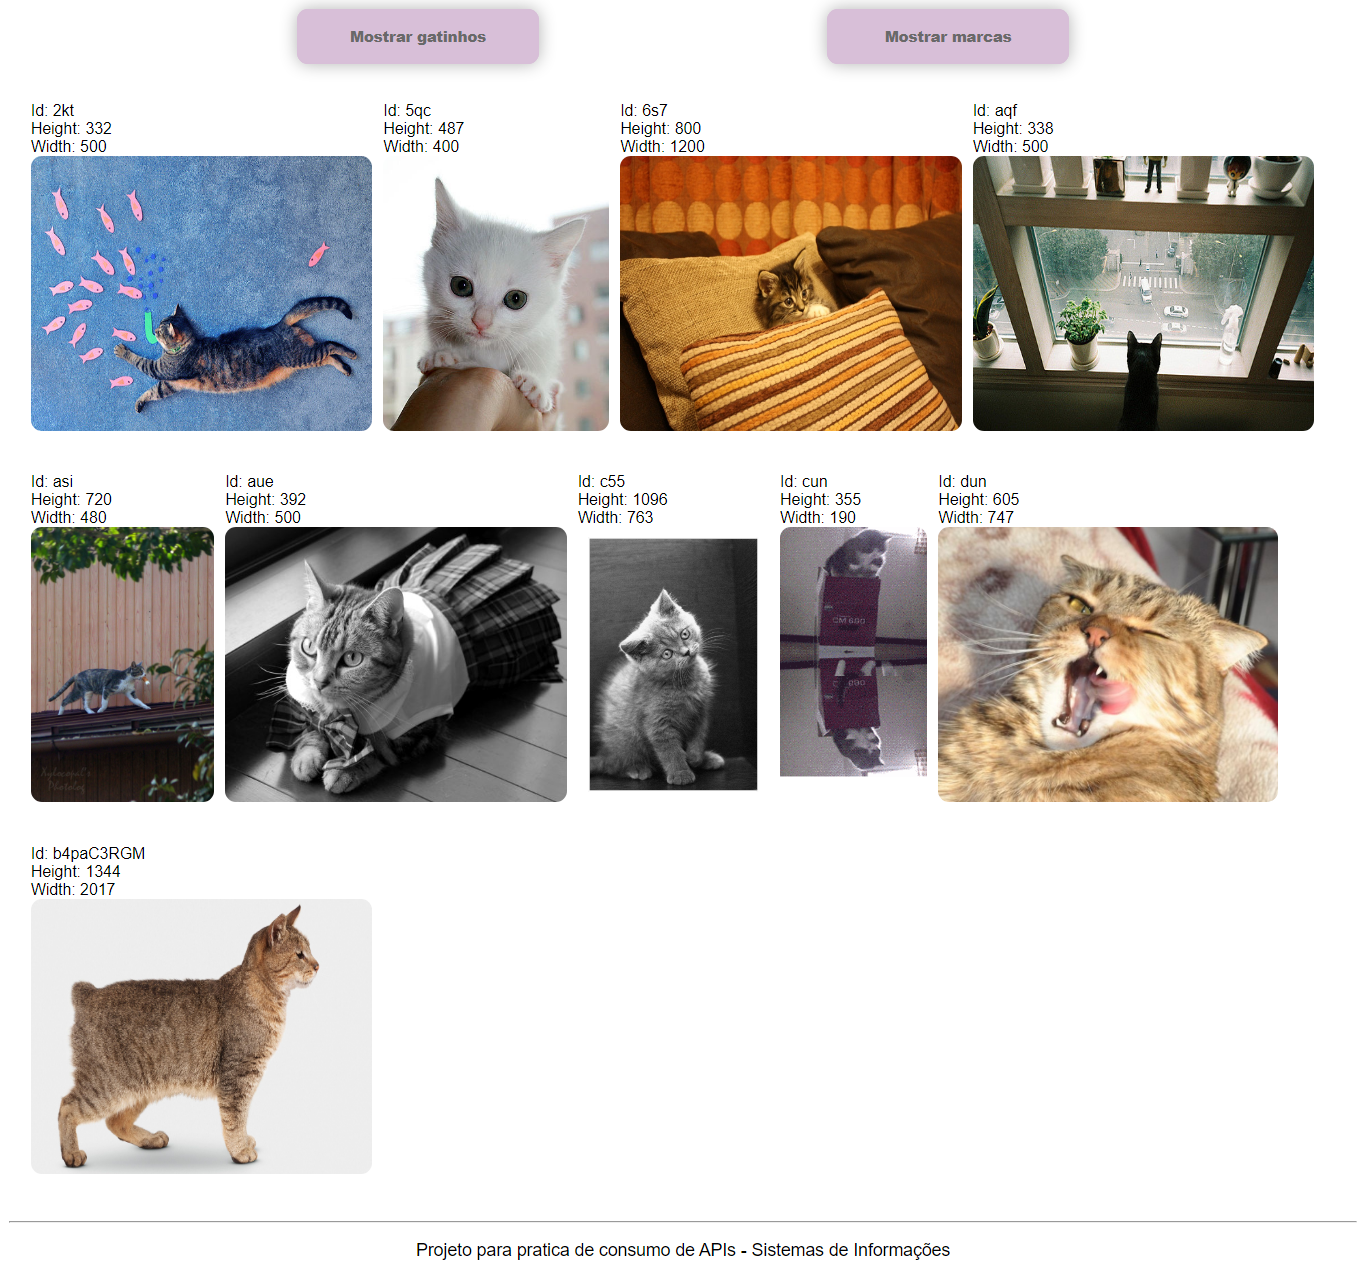 Mostrar gatinhos
Mostrar marcas
Id: 2kt
Height: 332
Width: 500
Id: 5qc
Height: 487
Width: 400
Id: 6s7
Height: 800
Width: 1200
Id: aqf
Height: 338
Width: 500
Id: asi
Height: 720
Width: 480
Id: aue
Height: 392
Width: 500
Id: c55
Height: 1096
Width: 763
Id: cun
Height: 355
Width: 190
CM 690
090
Id: dun
Height: 605
Width: 747
Id: b4paC3RGM
Height: 1344
Width: 2017
Projeto para pratica de consumo de APIs - Sistemas de Informações